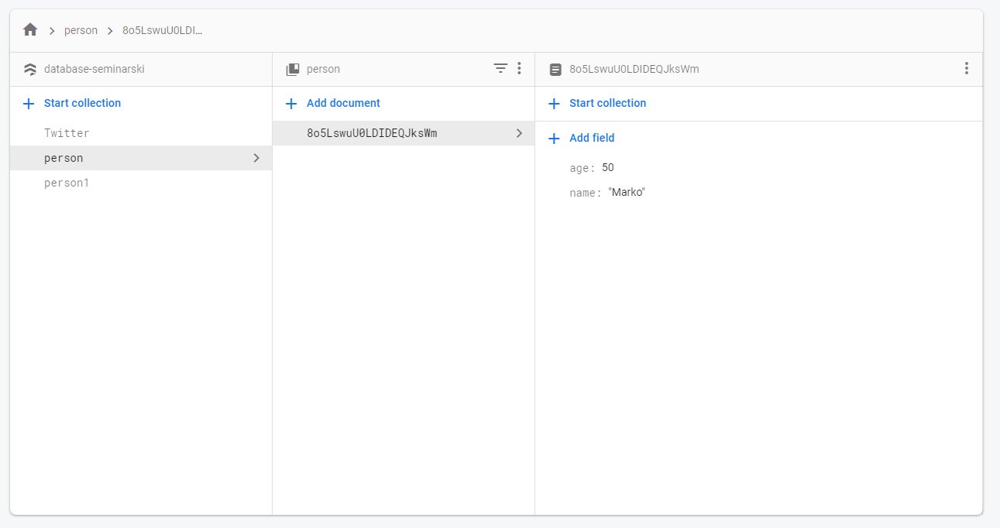 person
8o5LswuU0LDI...
database-seminarski
Start collection
Twitter
person
person1
person
Add document
8o5LswuU0LDIDEQJksWm
8o5LswuU0LDIDEQJksWm
Start collection
Add field
age: 50
name: "Marko"